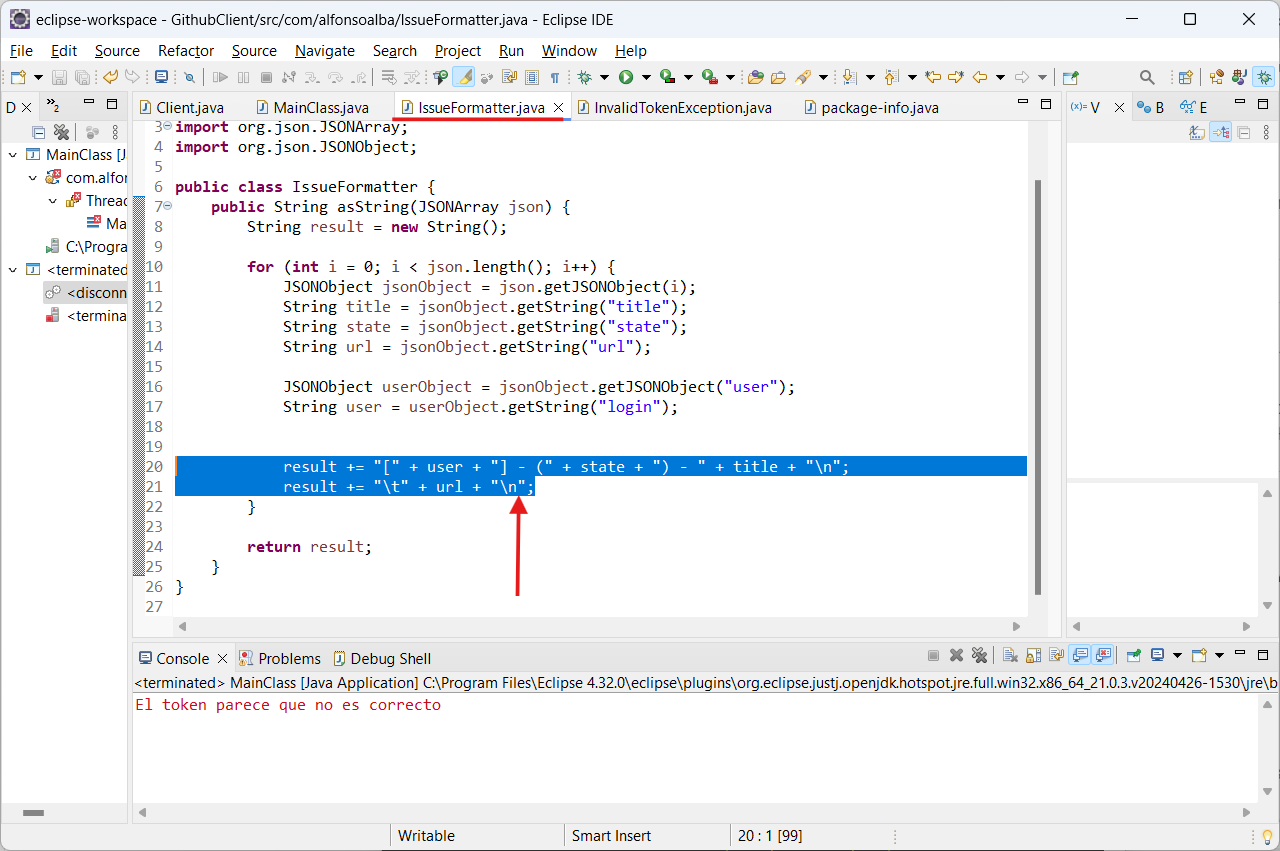 eclipse-workspace - GithubClient/src/com/alfonsoalba/IssueFormatter.java - Eclipse IDE
File Edit Source Refactor Source Navigate Search Project Run Window Help
D
2
Client.java MainClass.java IssueFormatter.java InvalidTokenException.java package-info.java
V B E
MainClass [J
com.alfor
Thread
Ma
C:\Progra
<terminated
<disconn
<termina
3 import org.json.JSONArray;
4 import org.json.JSONObject;
5
6 public class IssueFormatter {
7 public String asString(JSONArray json) {
8 String result = new String();
9
10 for (int i = 0; i < json.length(); i++) {
11 JSONObject jsonObject = json.getJSONObject(i);
12 String title = jsonObject.getString("title");
13 String state = jsonObject.getString("state");
14 String url = jsonObject.getString("url");
15
16 JSONObject userObject = jsonObject.getJSONObject("user");
17 String user = userObject.getString("login");
18
19
20 result += "[" + user + "] - (" + state + ") - " + title + "\n";
21 result += "\t" + url + "\n";
22 }
23
24 return result;
25 }
26 }
27
Console Problems Debug Shell
<terminated> MainClass [Java Application] C:\Program Files\Eclipse 4.32.0\eclipse\plugins\org.eclipse.justj.openjdk.hotspot.jre.full.win32.x86_64_21.0.3.v20240426-1530\jre\b
El token parece que no es correcto
Writable Smart Insert 20 : 1 [99]